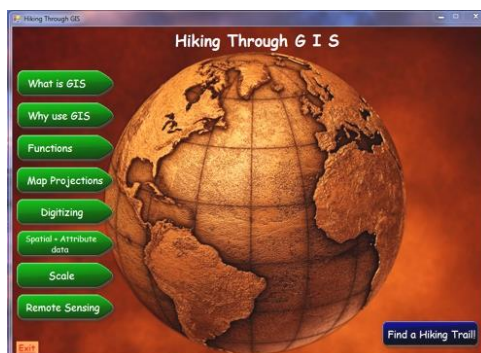 Hiking Through GIS
Hiking Through G I S
What is GIS
Why use GIS
Functions
Map Projections
Digitizing
Spatial + Attribute
data
Scale
Remote Sensing
Find a Hiking Trail!
Exit